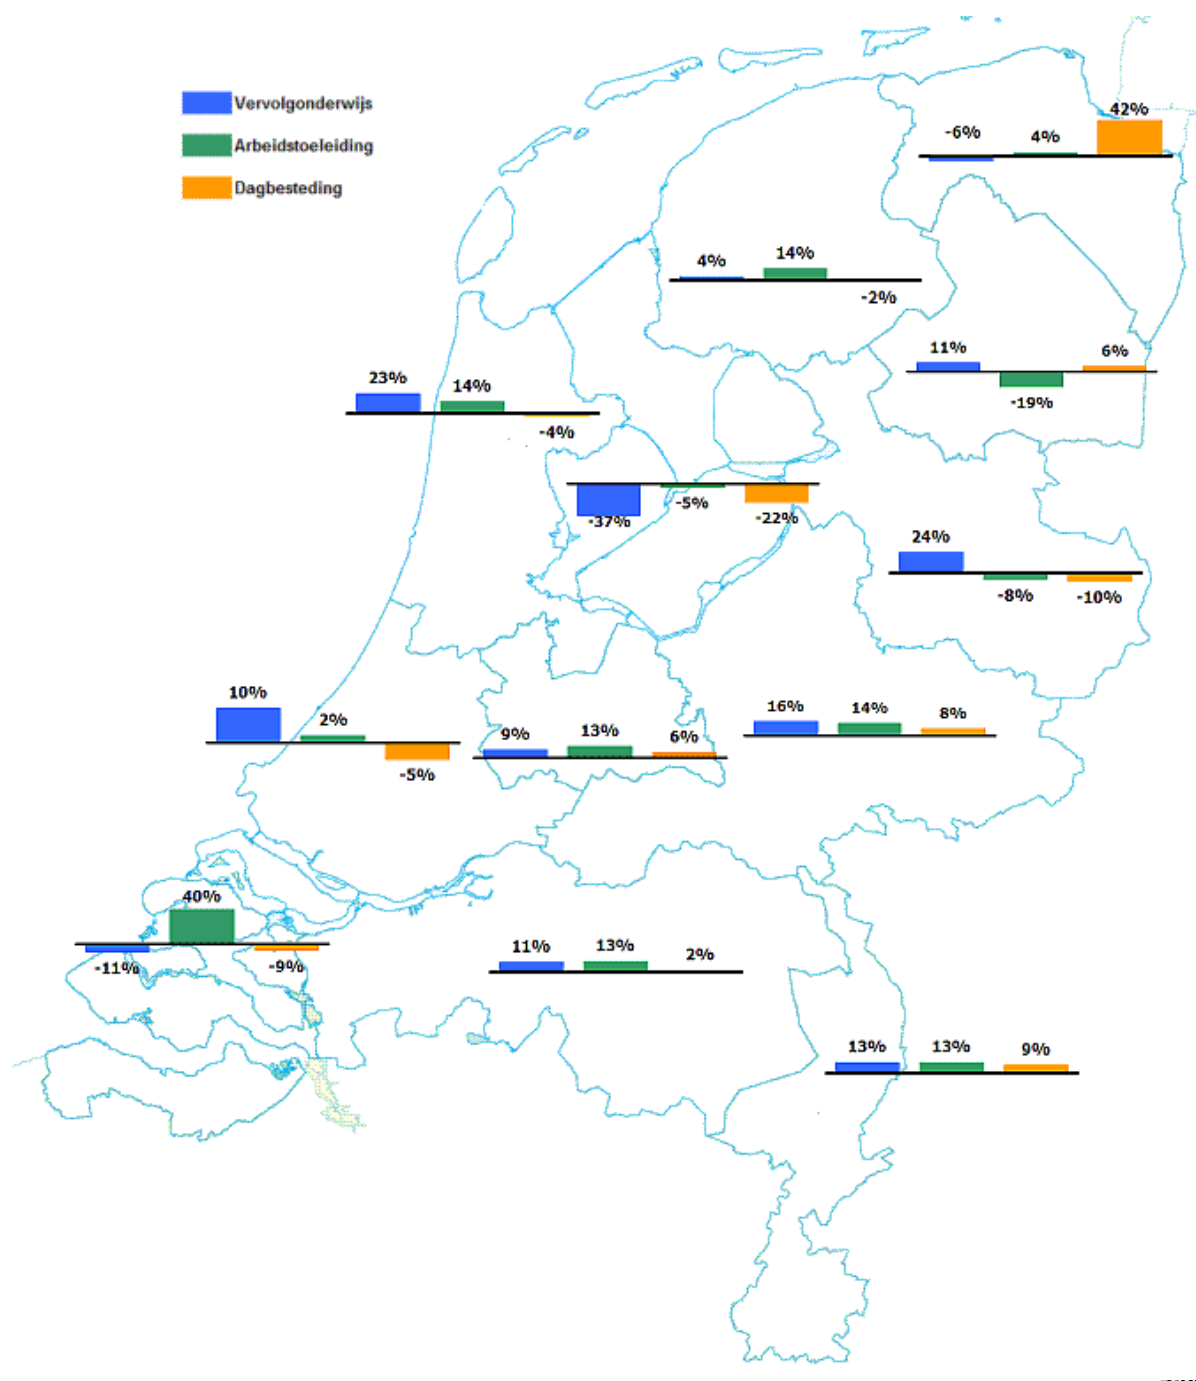 Vervolgonderwijs
Arbeidstoeleiding
Dagbesteding
-6% 4% 42%
4% 14% -2%
11% -19% 6%
23% 14% -4%
-37% -5% -22%
24% -8% -10%
10% 2% -5%
9% 13% 6%
16% 14% 8%
-11% 40% -9%
11% 13% 2%
13% 13% 9%